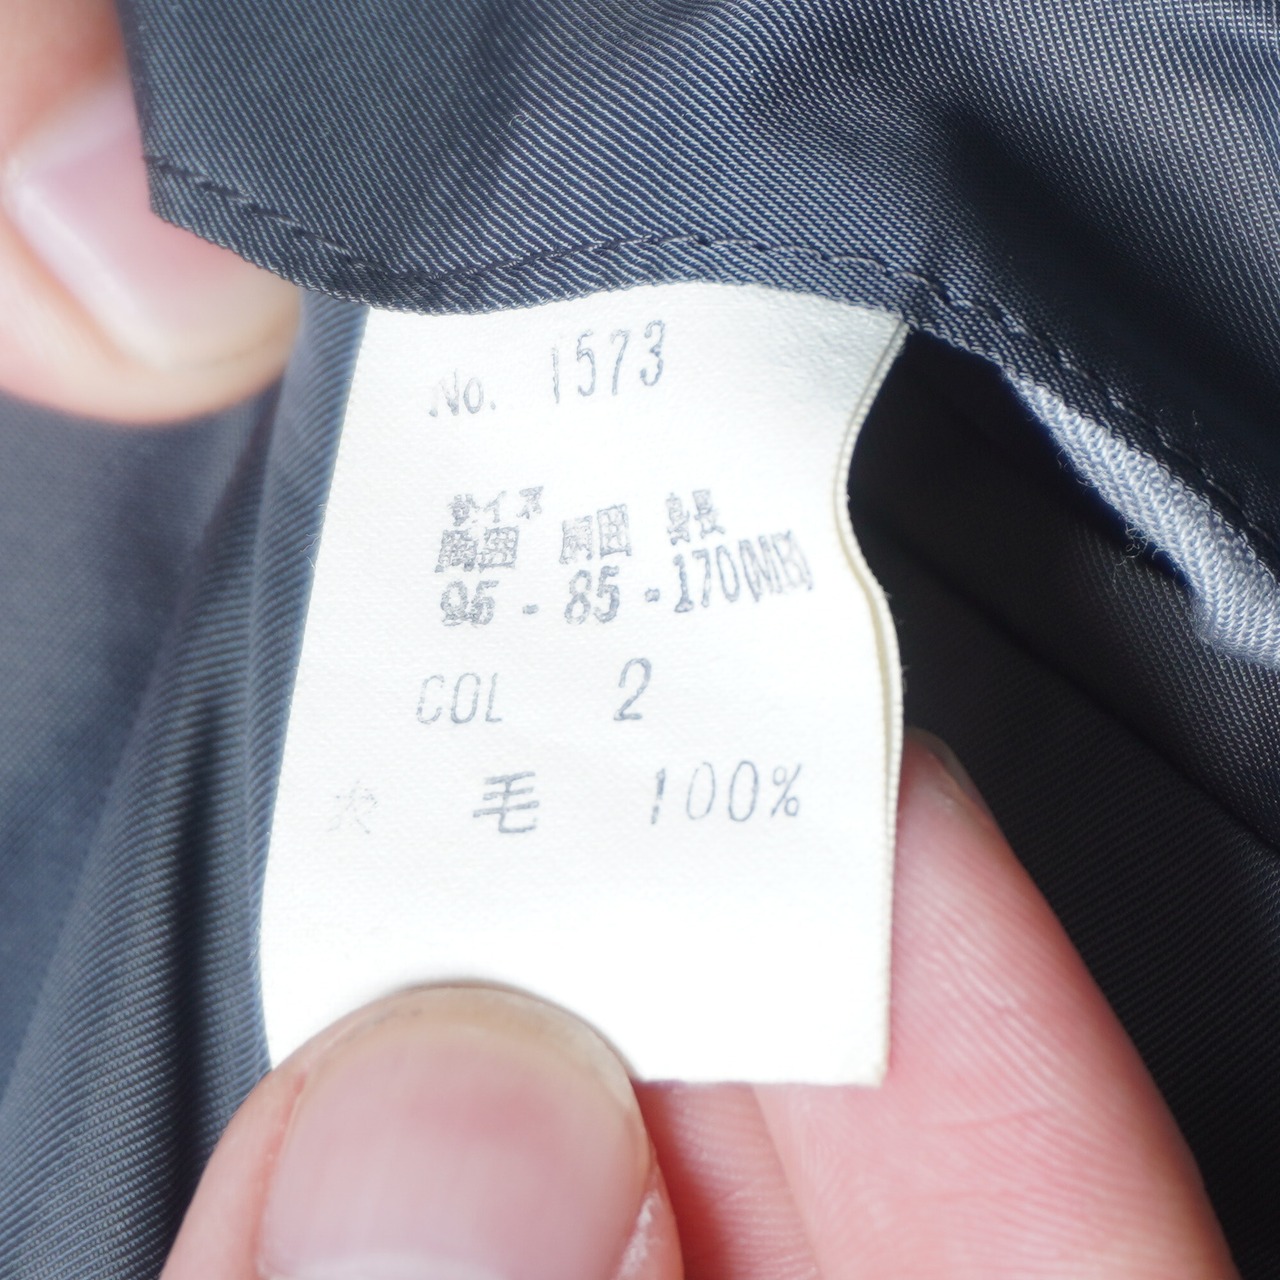 No. 1573
サイズ
胸囲 胴囲 身長
95 - 85 - 170(MB)
COL 2
毛 100%